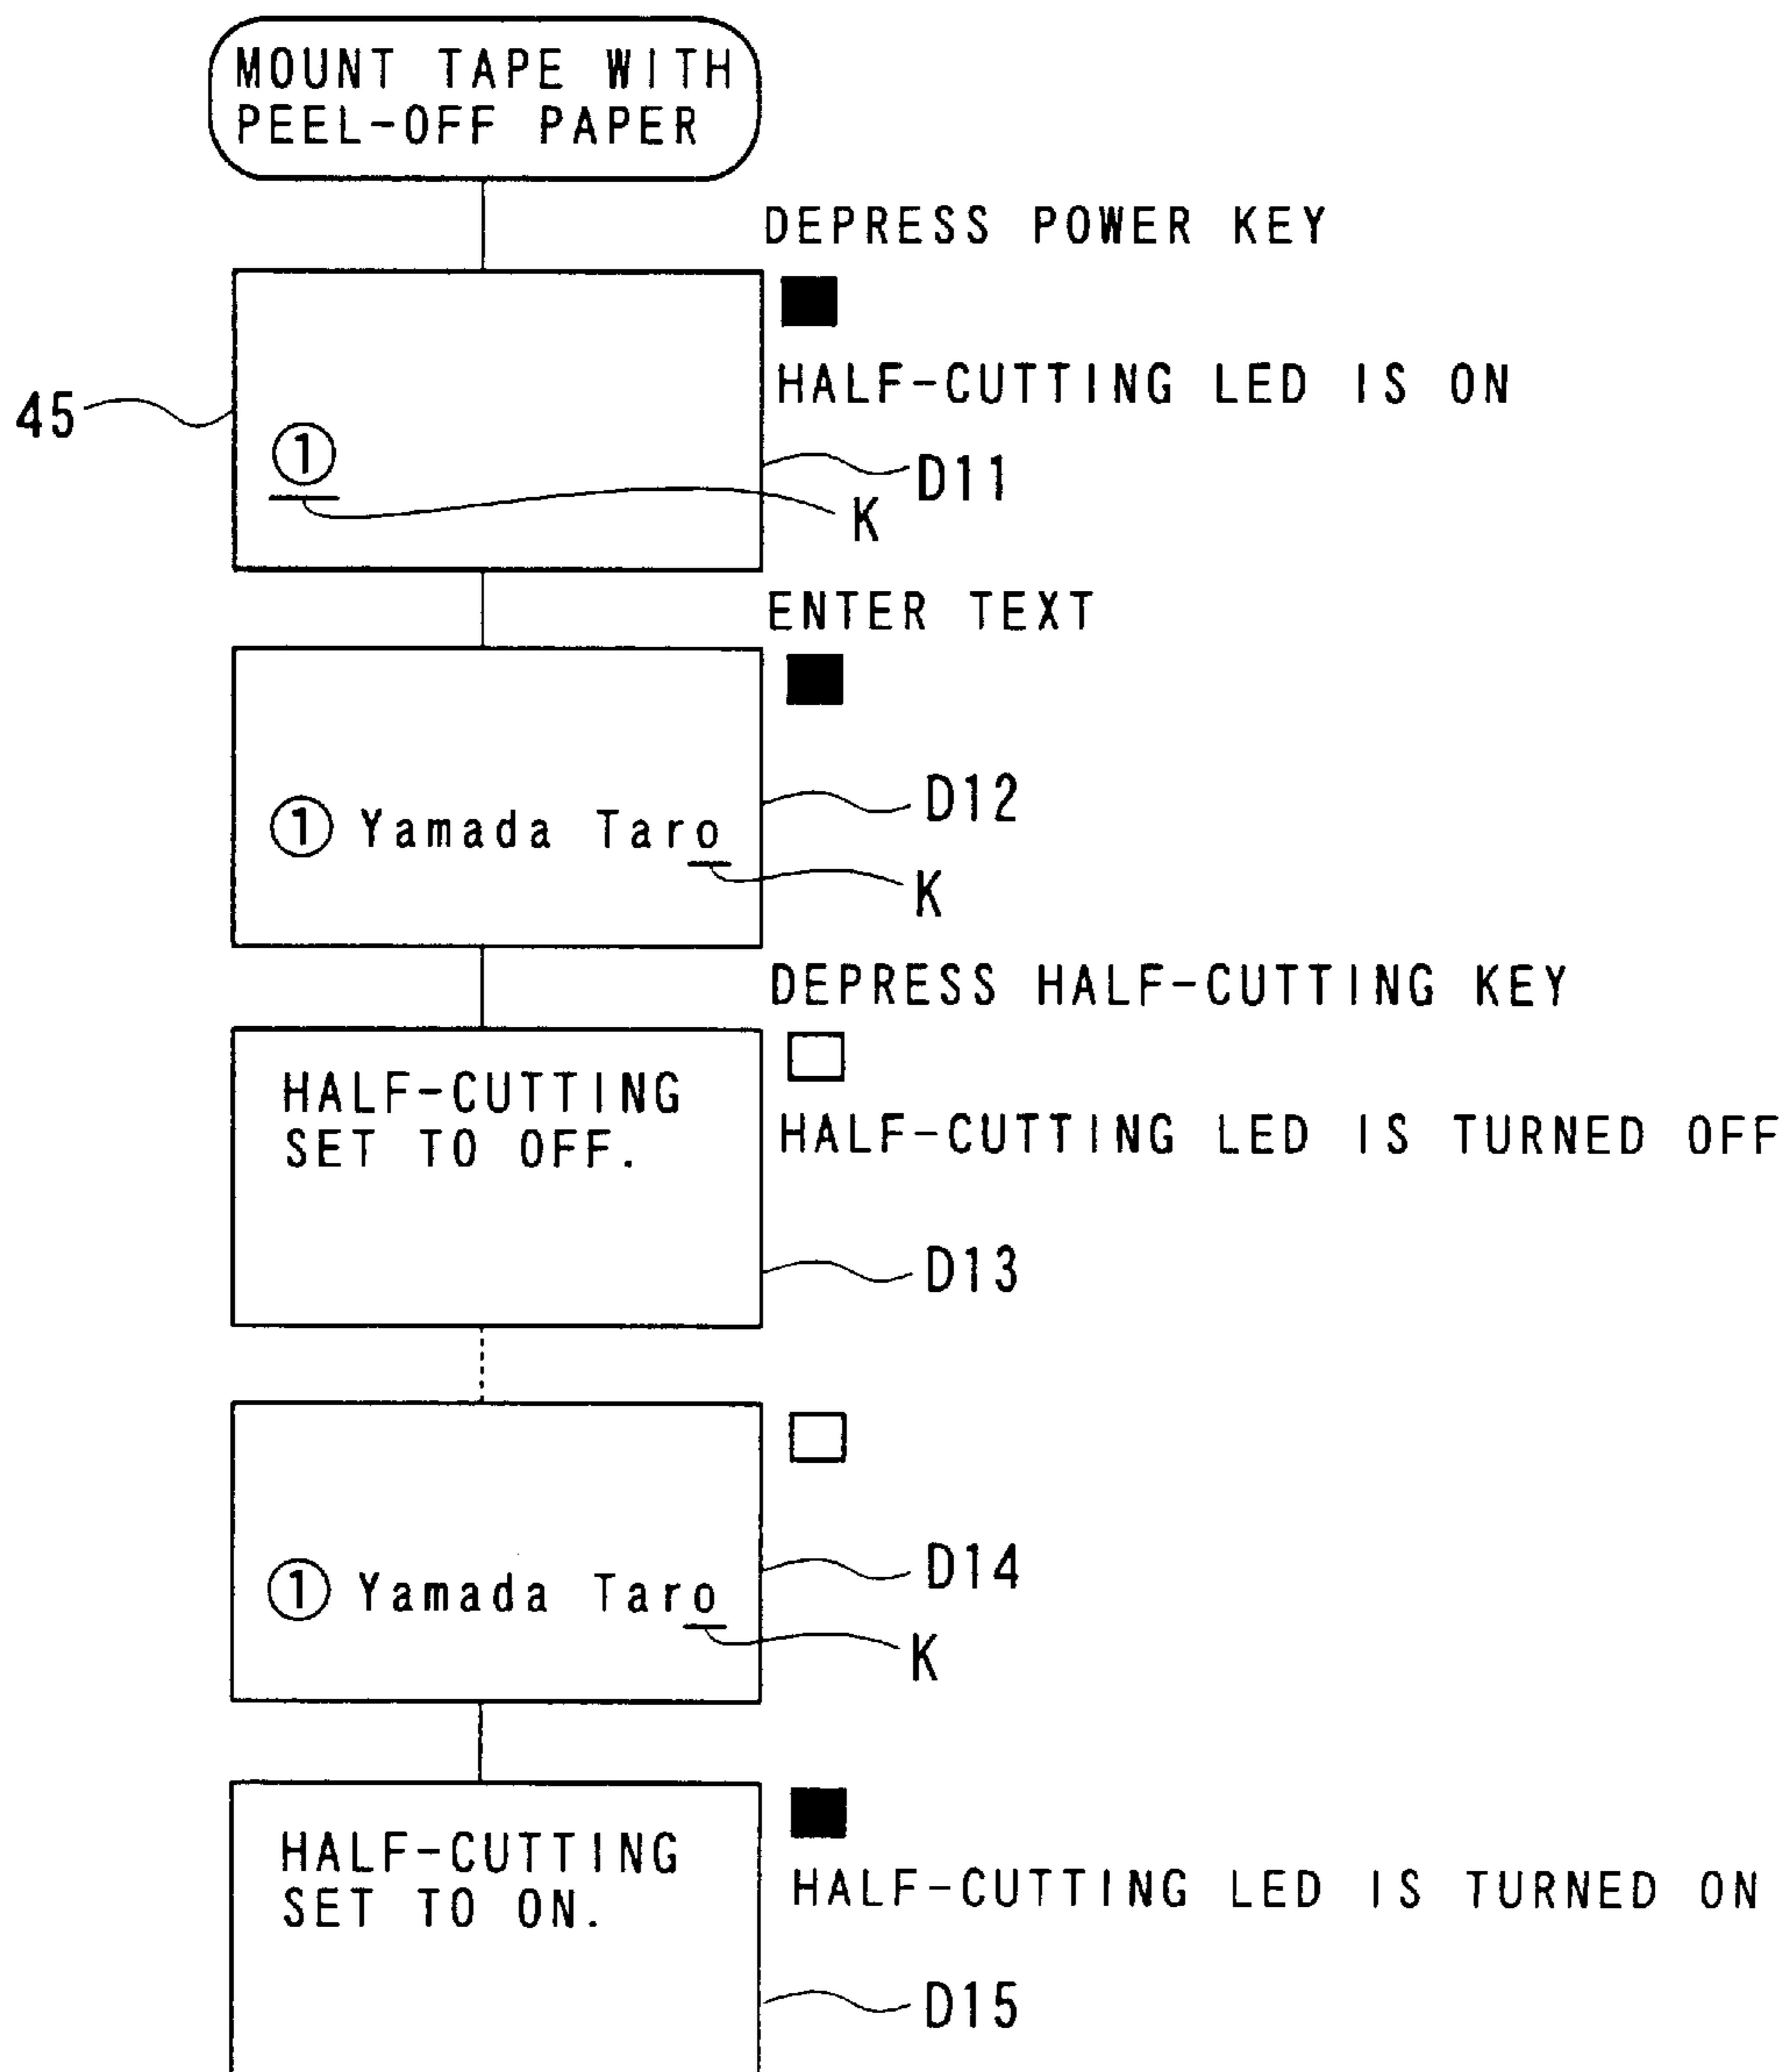 MOUNT TAPE WITH
PEEL-OFF PAPER
DEPRESS POWER KEY
HALF-CUTTING LED IS ON
45
①
D11
K
ENTER TEXT
D12
① Yamada Taro
K
DEPRESS HALF-CUTTING KEY
HALF-CUTTING
SET TO OFF.
HALF-CUTTING LED IS TURNED OFF
D13
D14
① Yamada Taro
K
HALF-CUTTING
SET TO ON.
HALF-CUTTING LED IS TURNED ON
D15